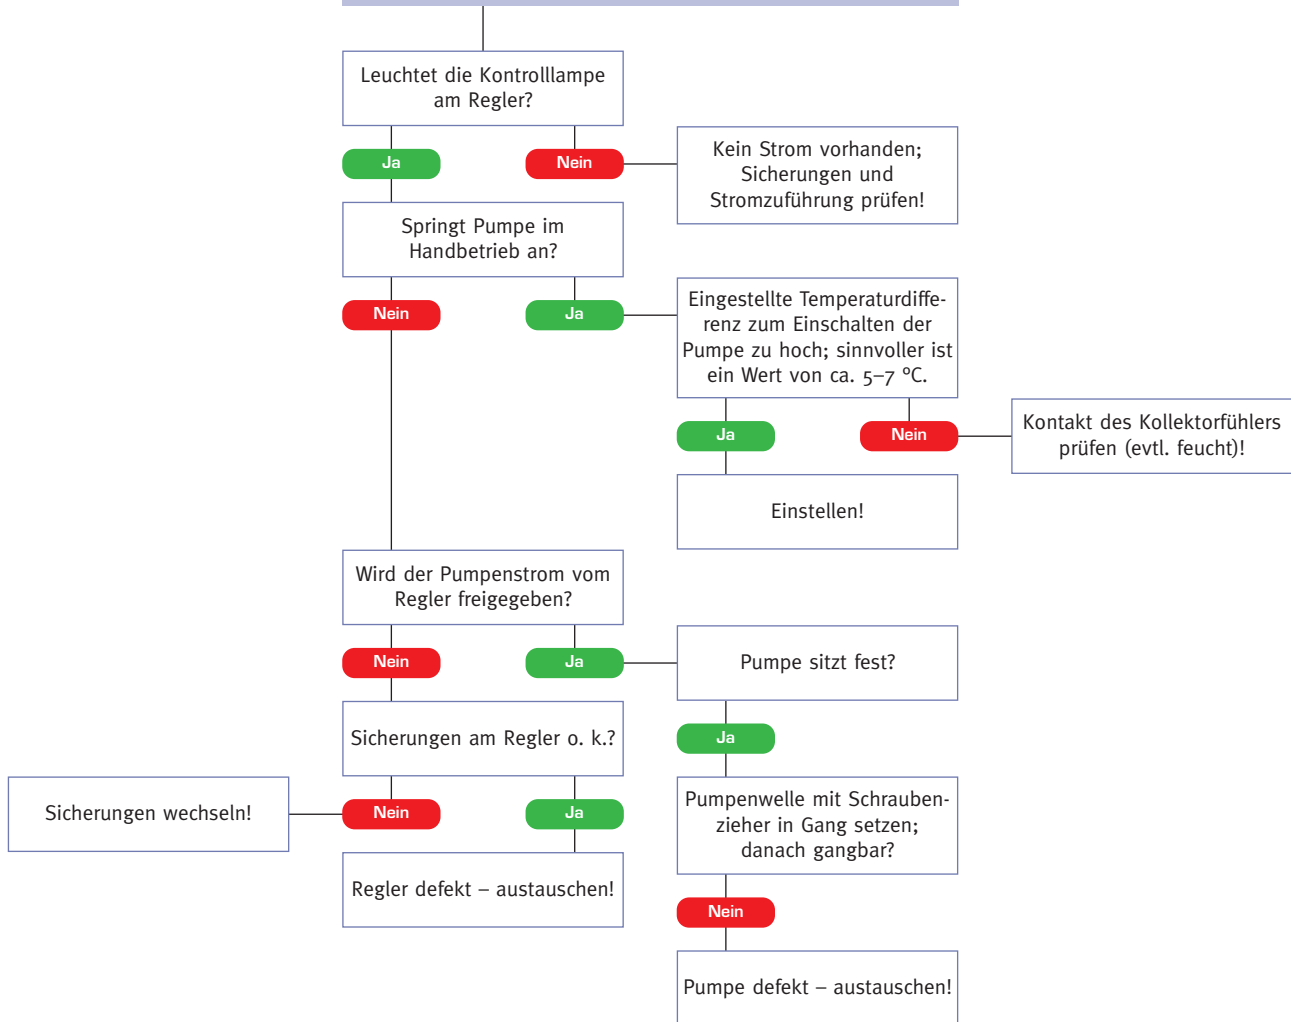 Leuchtet die Kontrolllampe
am Regler?
Ja
Nein
Kein Strom vorhanden;
Sicherungen und
Stromzuführung prüfen!
Springt Pumpe im
Handbetrieb an?
Nein
Ja
Eingestellte Temperaturdiffe-
renz zum Einschalten der
Pumpe zu hoch; sinnvoller ist
ein Wert von ca. 5–7 °C.
Ja
Nein
Kontakt des Kollektorfühlers
prüfen (evtl. feucht)!
Einstellen!
Wird der Pumpenstrom vom
Regler freigegeben?
Nein
Ja
Pumpe sitzt fest?
Sicherungen am Regler o. k.?
Ja
Sicherungen wechseln!
Nein
Ja
Pumpenwelle mit Schrauben-
zieher in Gang setzen;
danach gangbar?
Regler defekt – austauschen!
Nein
Pumpe defekt – austauschen!